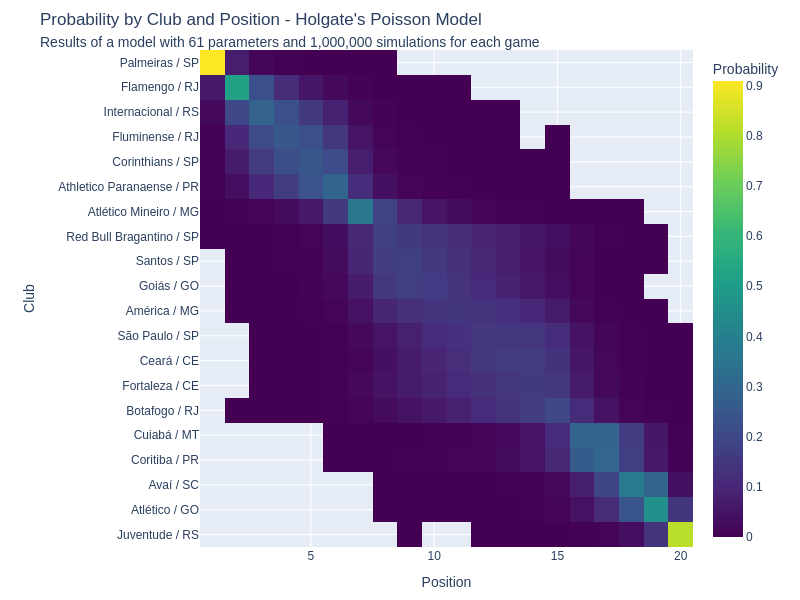 Probability by Club and Position - Holgate's Poisson Model
Results of a model with 61 parameters and 1,000,000 simulations for each game
Probability
Palmeiras / SP
Flamengo / RJ
Internacional / RS
Fluminense / RJ
Corinthians / SP
Athletico Paranaense / PR
Atlético Mineiro / MG
Red Bull Bragantino / SP
Santos / SP
Goiás / GO
América / MG
São Paulo / SP
Ceará / CE
Fortaleza / CE
Botafogo / RJ
Cuiabá / MT
Coritiba / PR
Avaí / SC
Atlético / GO
Juventude / RS
Club
5
10
15
20
Position
0.9
0.8
0.7
0.6
0.5
0.4
0.3
0.2
0.1
0